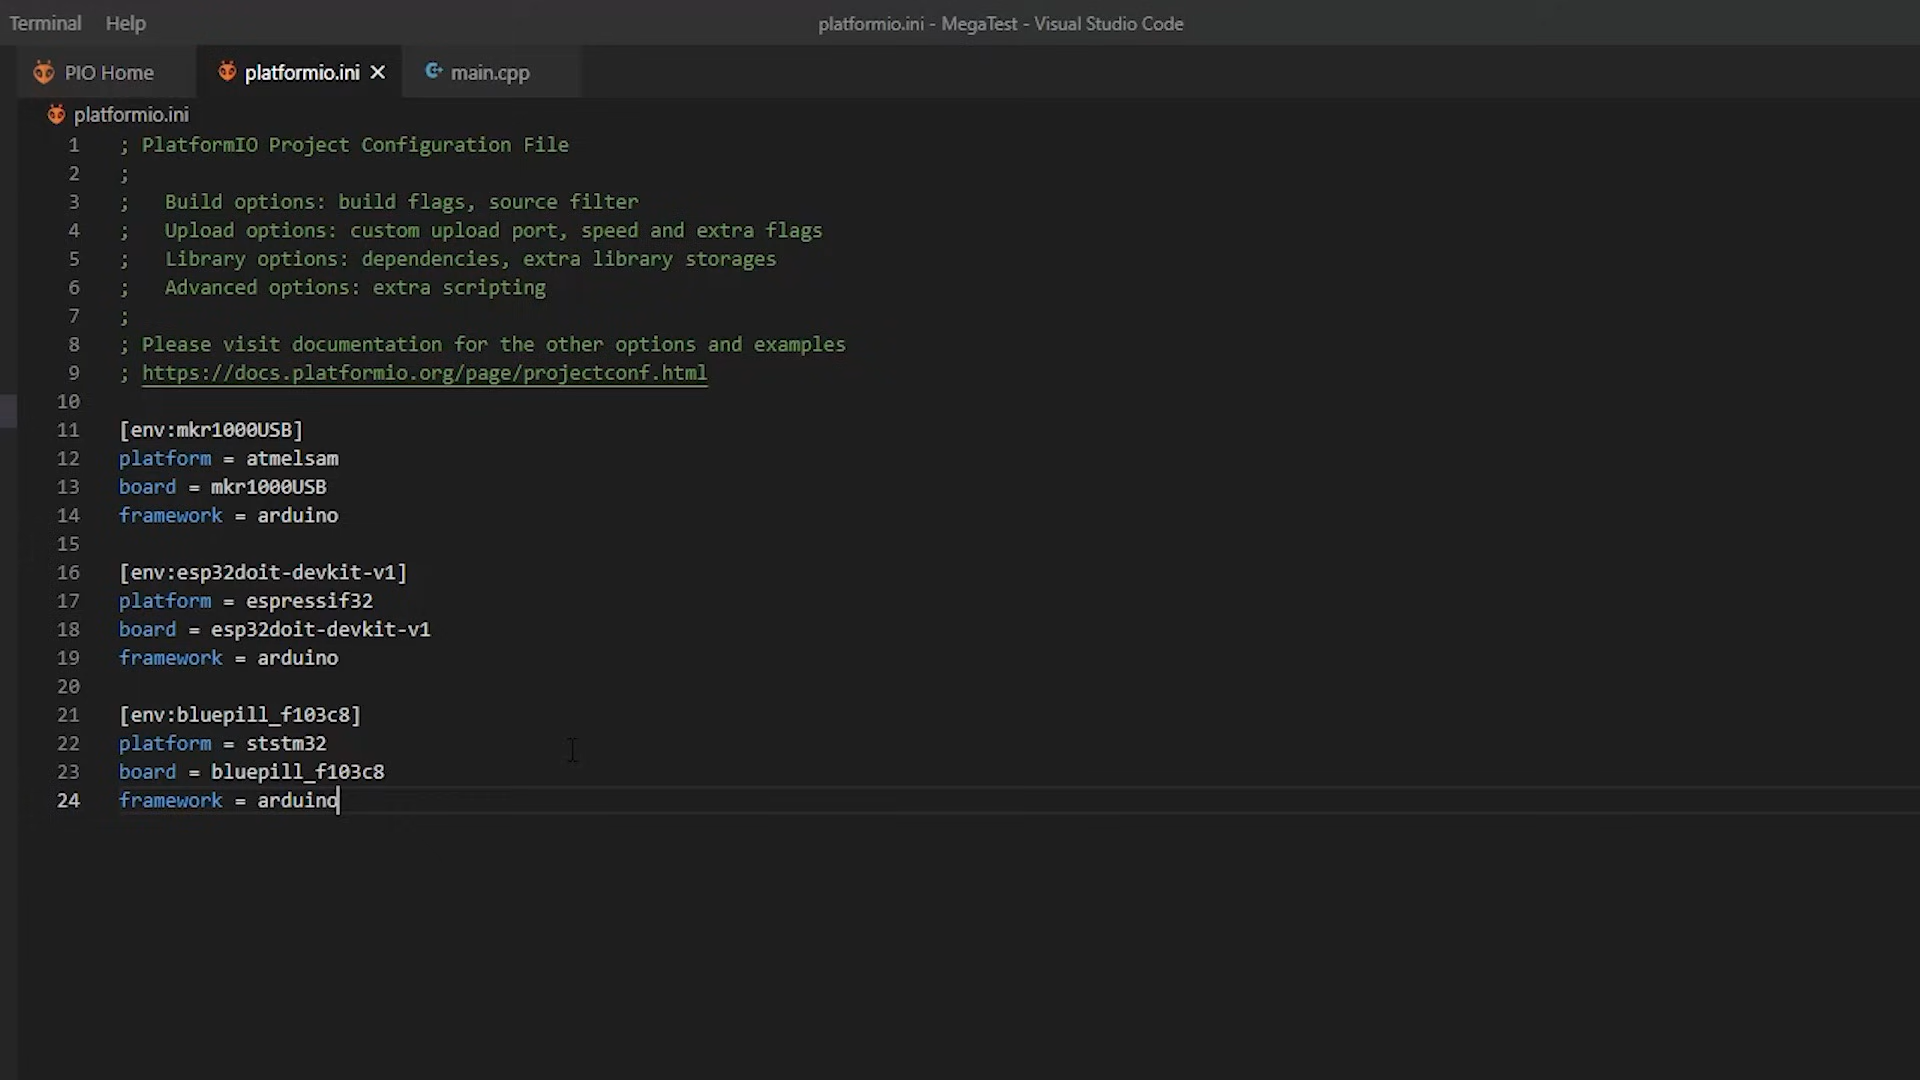 Terminal Help platformio.ini - MegaTest - Visual Studio Code
PIO Home platformio.ini main.cpp
platformio.ini
1 ; PlatformIO Project Configuration File
2 ;
3 ; Build options: build flags, source filter
4 ; Upload options: custom upload port, speed and extra flags
5 ; Library options: dependencies, extra library storages
6 ; Advanced options: extra scripting
7 ;
8 ; Please visit documentation for the other options and examples
9 ; https://docs.platformio.org/page/projectconf.html
10
11 [env:mkr1000USB]
12 platform = atmelsam
13 board = mkr1000USB
14 framework = arduino
15
16 [env:esp32doit-devkit-v1]
17 platform = espressif32
18 board = esp32doit-devkit-v1
19 framework = arduino
20
21 [env:bluepill_f103c8]
22 platform = ststm32
23 board = bluepill_f103c8
24 framework = arduino